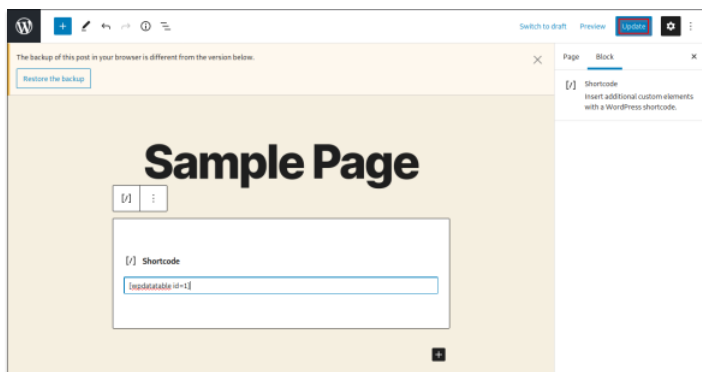 Switch to draft Preview Update
The backup of this post in your browser is different from the version below.
Restore the backup
Page Block
[/] Shortcode
Insert additional custom elements
with a WordPress shortcode.
Sample Page
[/]
[/] Shortcode
[wpdatatable id=1]